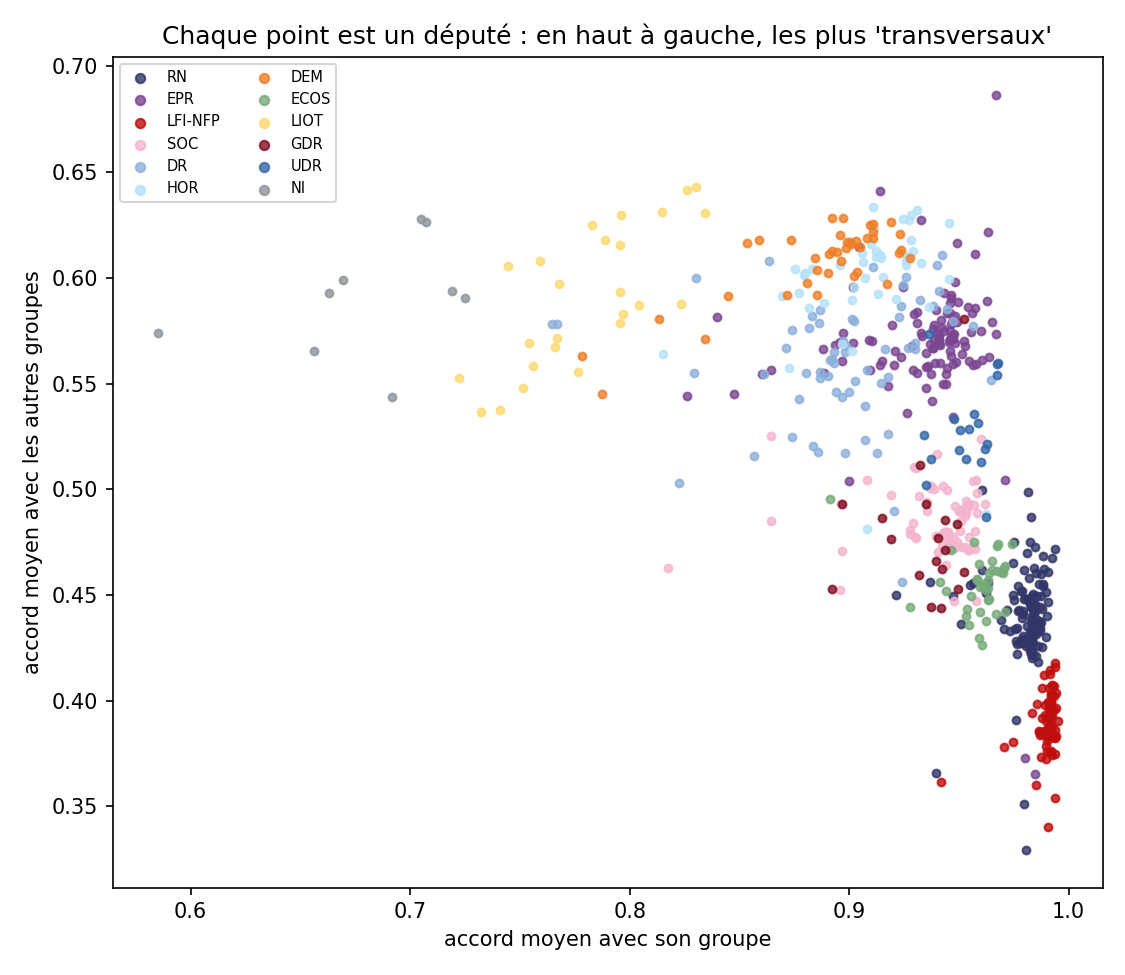 Chaque point est un député : en haut à gauche, les plus 'transversaux'
RN
EPR
LFI-NFP
SOC
DR
HOR
DEM
ECOS
LIOT
GDR
UDR
NI
accord moyen avec les autres groupes
0.70
0.65
0.60
0.55
0.50
0.45
0.40
0.35
0.6 0.7 0.8 0.9 1.0
accord moyen avec son groupe